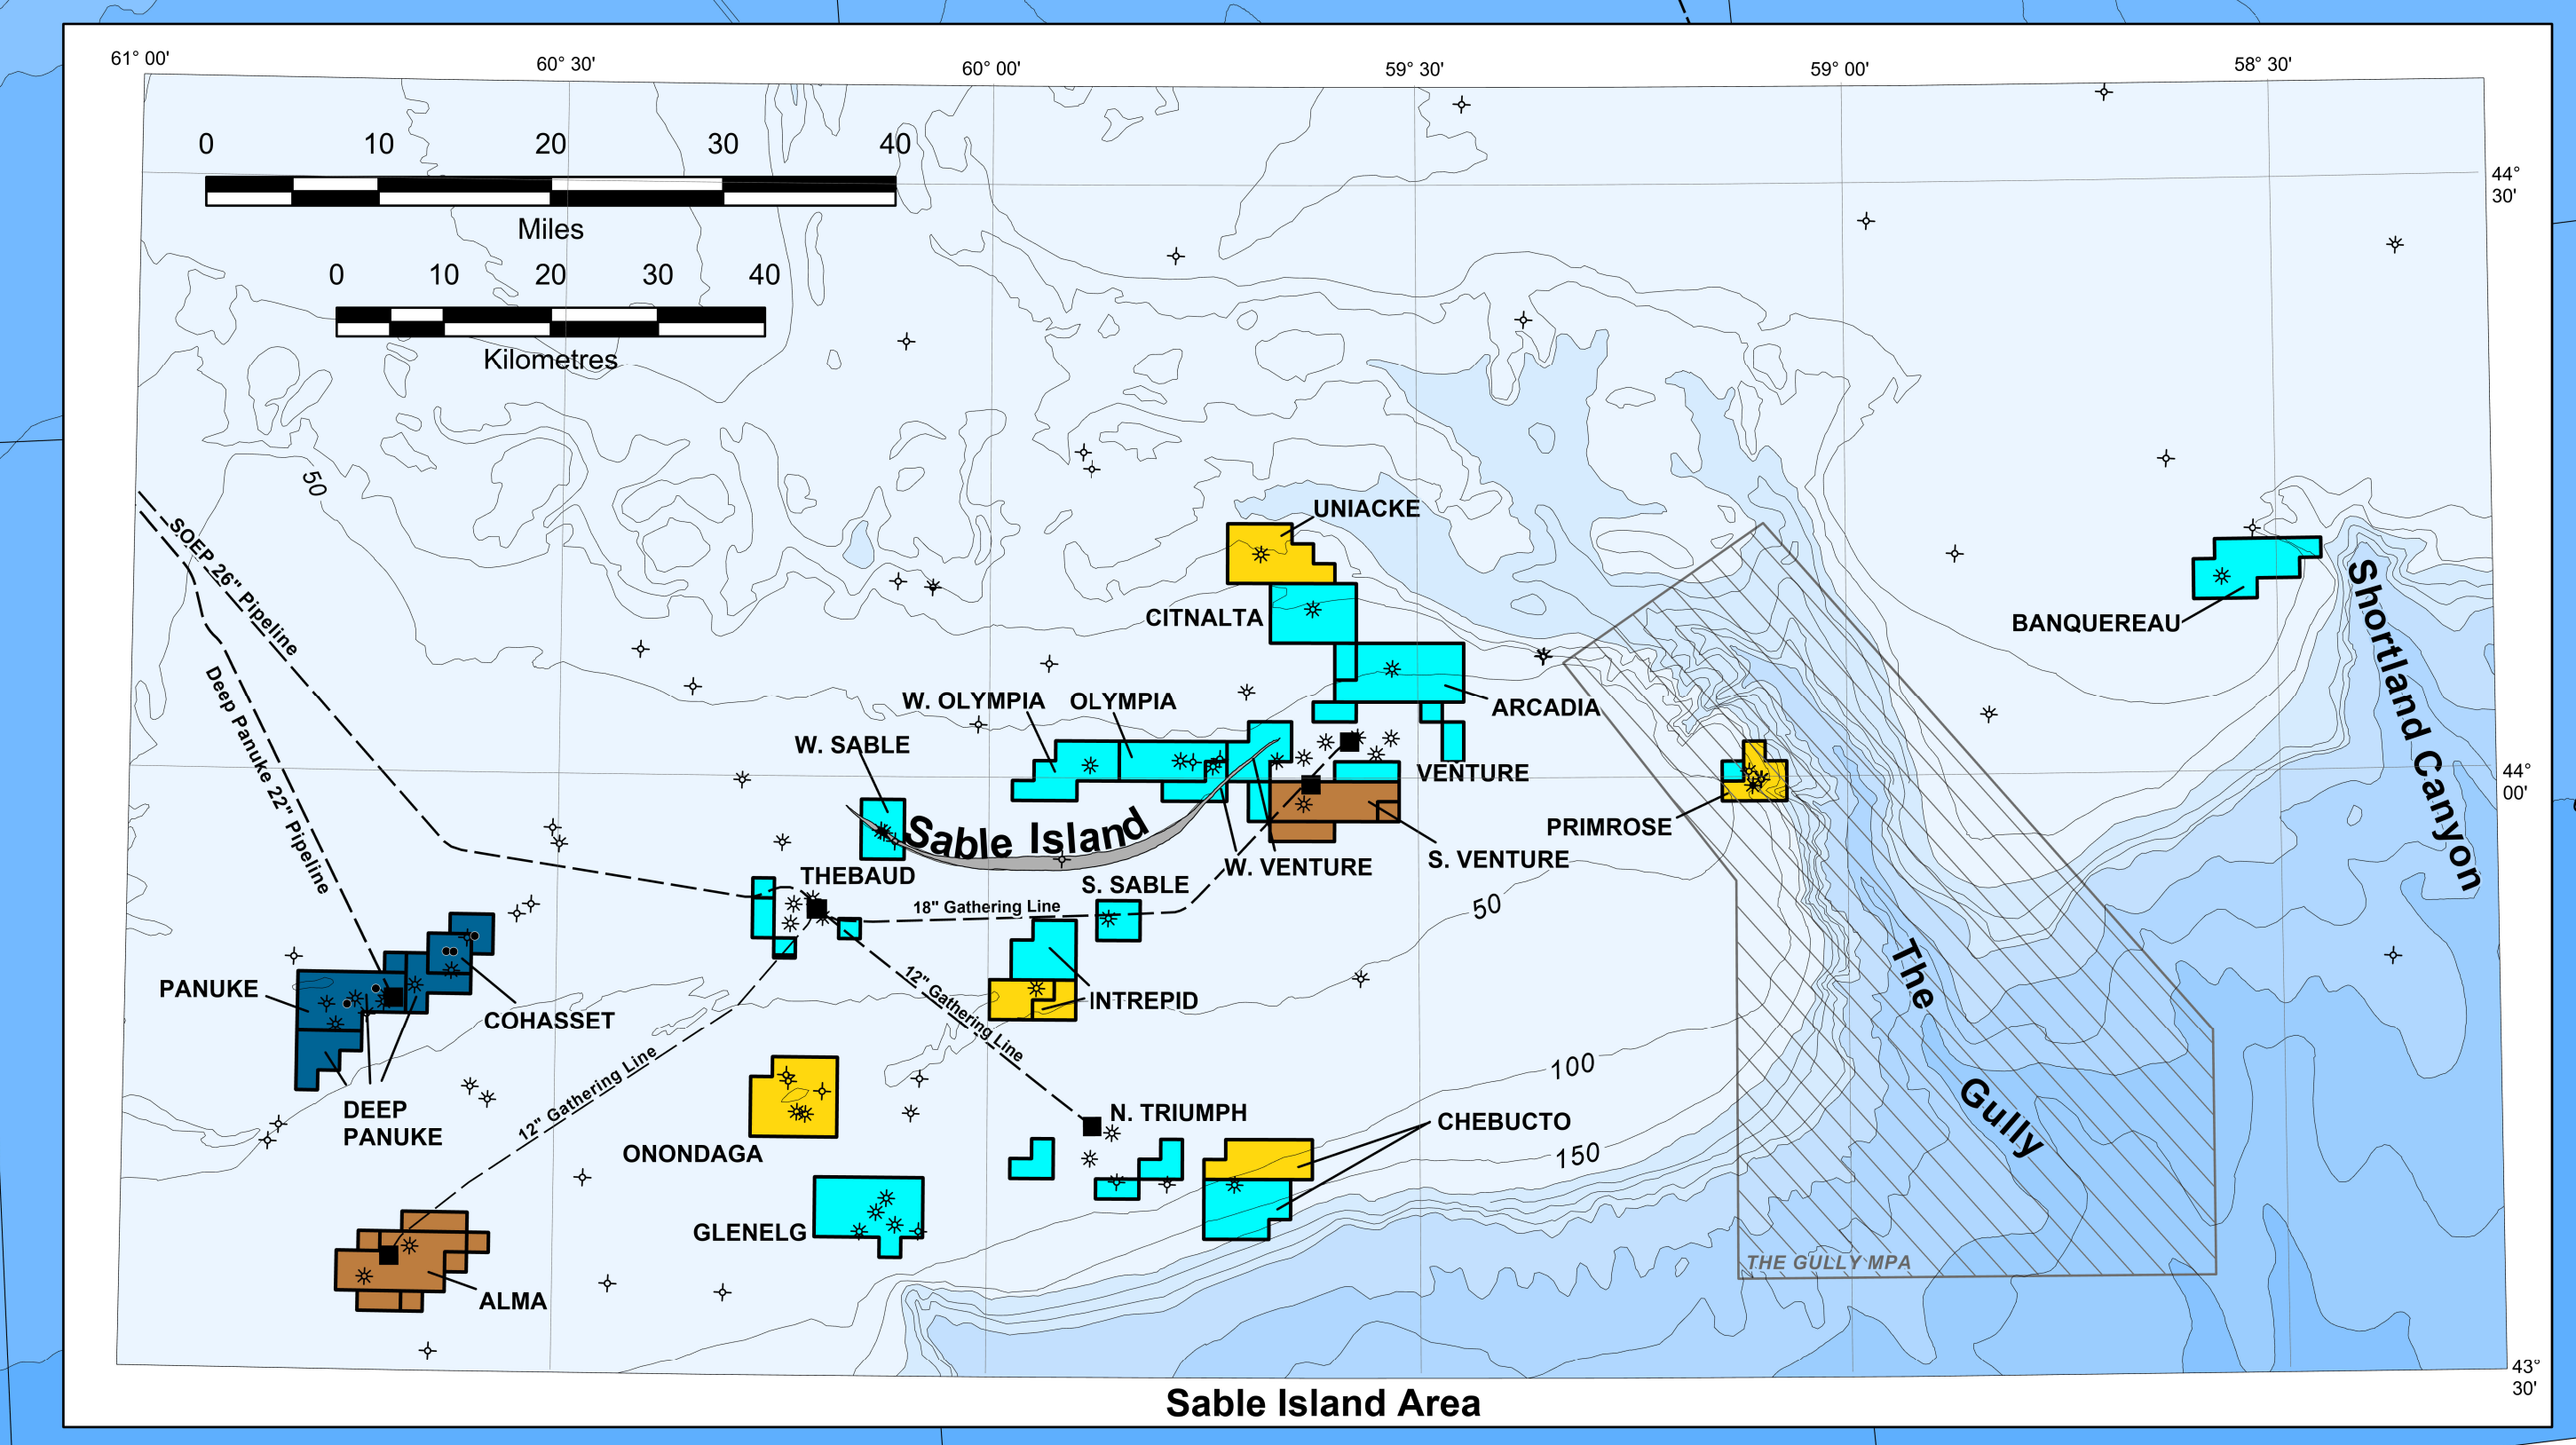 61° 00'
60° 30'
60° 00'
59° 30'
59° 00'
58° 30'
0 10 20 30 40
Miles
0 10 20 30 40
Kilometres
44°
30'
50
SOEP 26" Pipeline
Deep Panuke 22" Pipeline
UNIACKE
CITNALTA
BANQUEREAU
Shortland Canyon
W. OLYMPIA
OLYMPIA
ARCADIA
W. SABLE
VENTURE
44°
00'
Sable Island
PRIMROSE
W. VENTURE
S. VENTURE
THEBAUD
S. SABLE
18" Gathering Line
50
PANUKE
COHASSET
12" Gathering Line
INTREPID
The
Gully
100
12" Gathering Line
DEEP
PANUKE
N. TRIUMPH
CHEBUCTO
150
ONONDAGA
GLENELG
THE GULLY MPA
ALMA
43°
30'
Sable Island Area